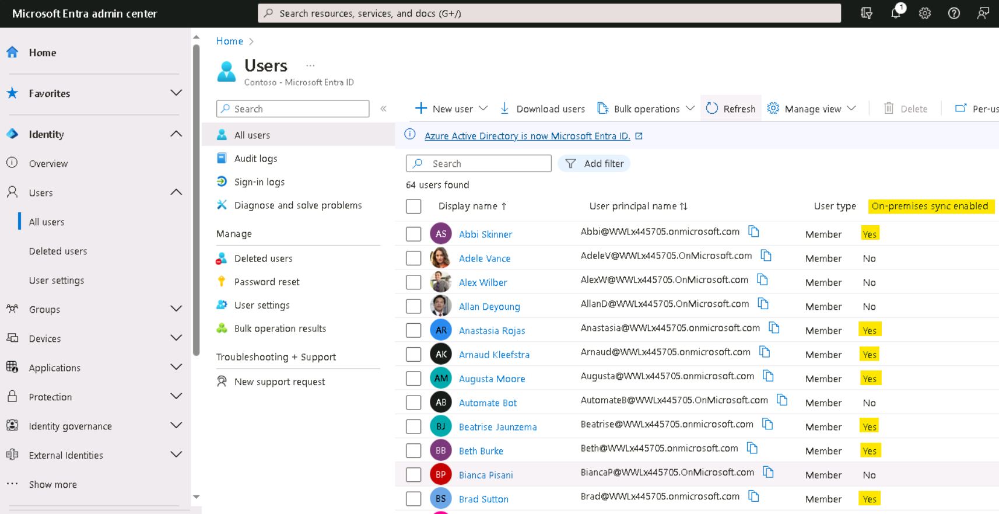 Microsoft Entra admin center
Search resources, services, and docs (G+/)
1
Home
Favorites
Identity
Overview
Users
All users
Deleted users
User settings
Groups
Devices
Applications
Protection
Identity governance
External Identities
Show more
Home
Users
Contoso - Microsoft Entra ID
Search
All users
Audit logs
Sign-in logs
Diagnose and solve problems
Manage
Deleted users
Password reset
User settings
Bulk operation results
Troubleshooting + Support
New support request
New user
Download users
Bulk operations
Refresh
Manage view
Delete
Per-us
Azure Active Directory is now Microsoft Entra ID.
Search
Add filter
64 users found
Display name ↑ User principal name ↑↓ User type On-premises sync enabled
AS Abbi Skinner Abbi@WWLx445705.onmicrosoft.com Member Yes
Adele Vance AdeleV@WWLx445705.OnMicrosoft.com Member No
Alex Wilber AlexW@WWLx445705.OnMicrosoft.com Member No
Allan Deyoung AllanD@WWLx445705.OnMicrosoft.com Member No
AR Anastasia Rojas Anastasia@WWLx445705.onmicrosoft.com Member Yes
AK Arnaud Kleefstra Arnaud@WWLx445705.onmicrosoft.com Member Yes
AM Augusta Moore Augusta@WWLx445705.onmicrosoft.com Member Yes
AB Automate Bot AutomateB@WWLx445705.OnMicrosoft.com Member No
BJ Beatrise Jaunzema Beatrise@WWLx445705.onmicrosoft.com Member Yes
BB Beth Burke Beth@WWLx445705.onmicrosoft.com Member Yes
BP Bianca Pisani BiancaP@WWLx445705.OnMicrosoft.com Member No
BS Brad Sutton Brad@WWLx445705.onmicrosoft.com Member Yes